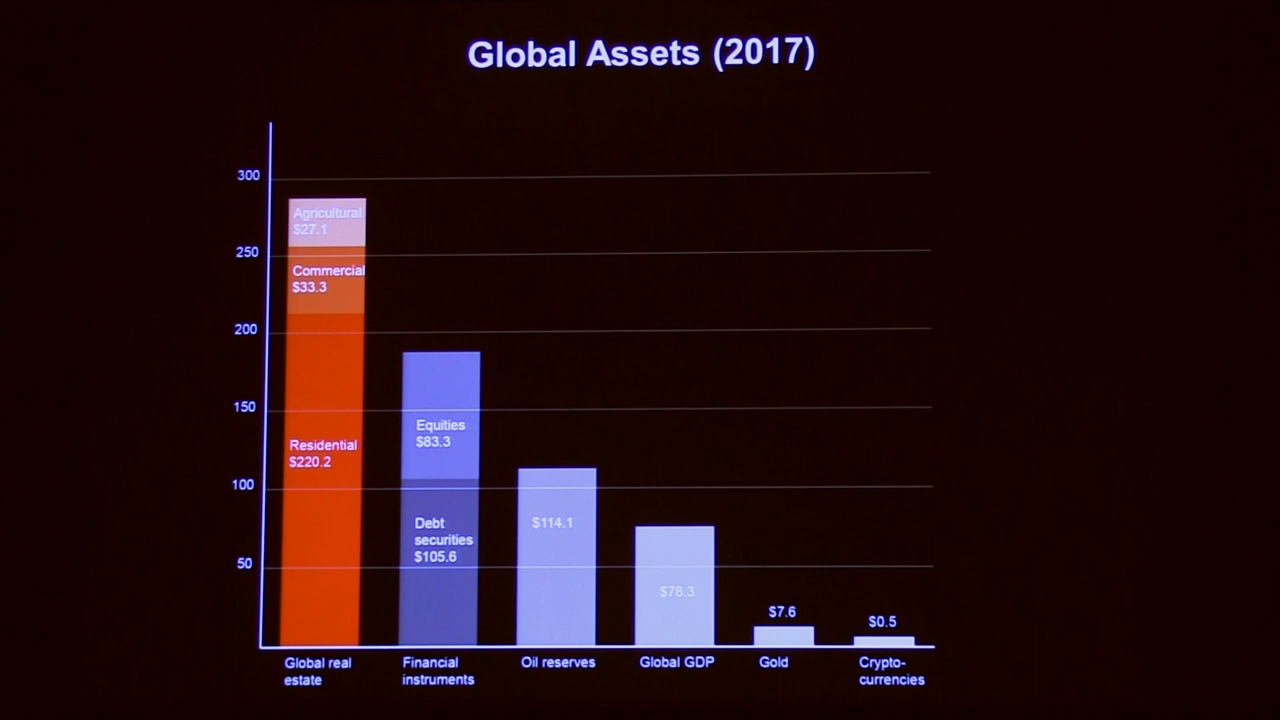 Global Assets (2017)
300
250
200
150
100
50
Agricultural
$27.1
Commercial
$33.3
Residential
$220.2
Equities
$83.3
Debt
securities
$105.6
$114.1
$78.3
$7.6
$0.5
Global real
estate
Financial
instruments
Oil reserves
Global GDP
Gold
Crypto-
currencies